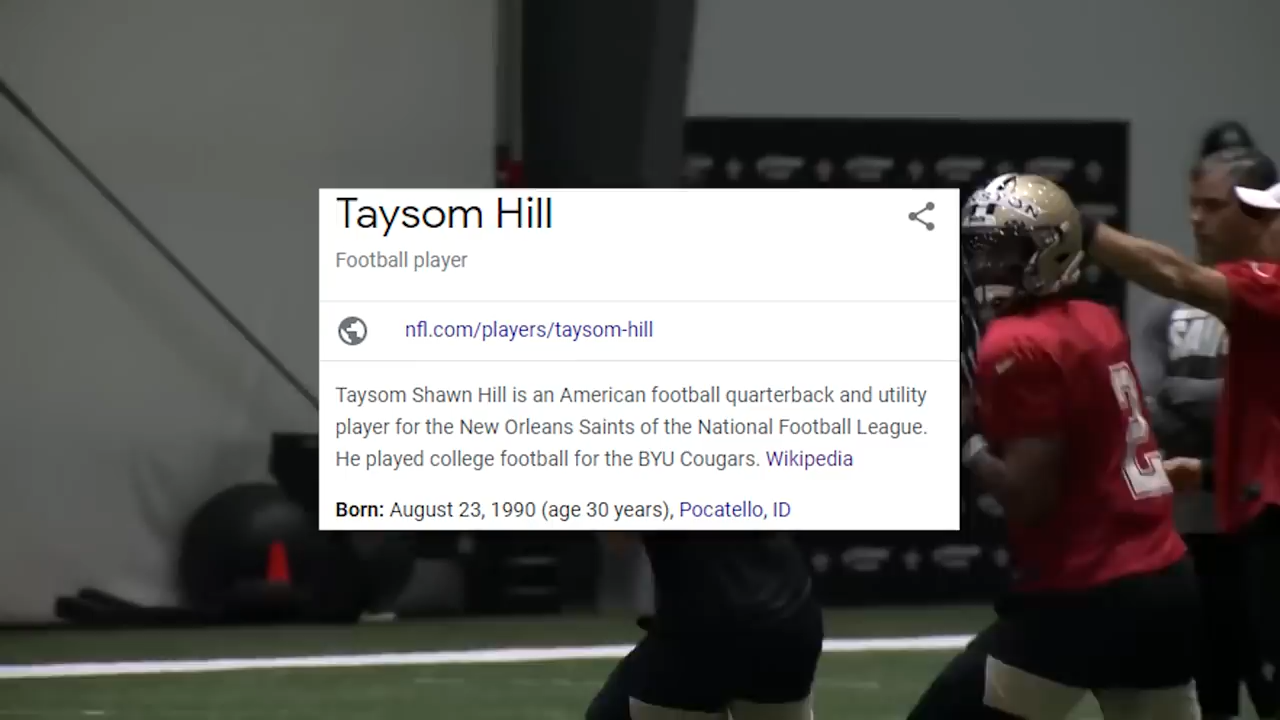 Taysom Hill
Football player
nfl.com/players/taysom-hill
Taysom Shawn Hill is an American football quarterback and utility
player for the New Orleans Saints of the National Football League.
He played college football for the BYU Cougars. Wikipedia
Born: August 23, 1990 (age 30 years), Pocatello, ID
2